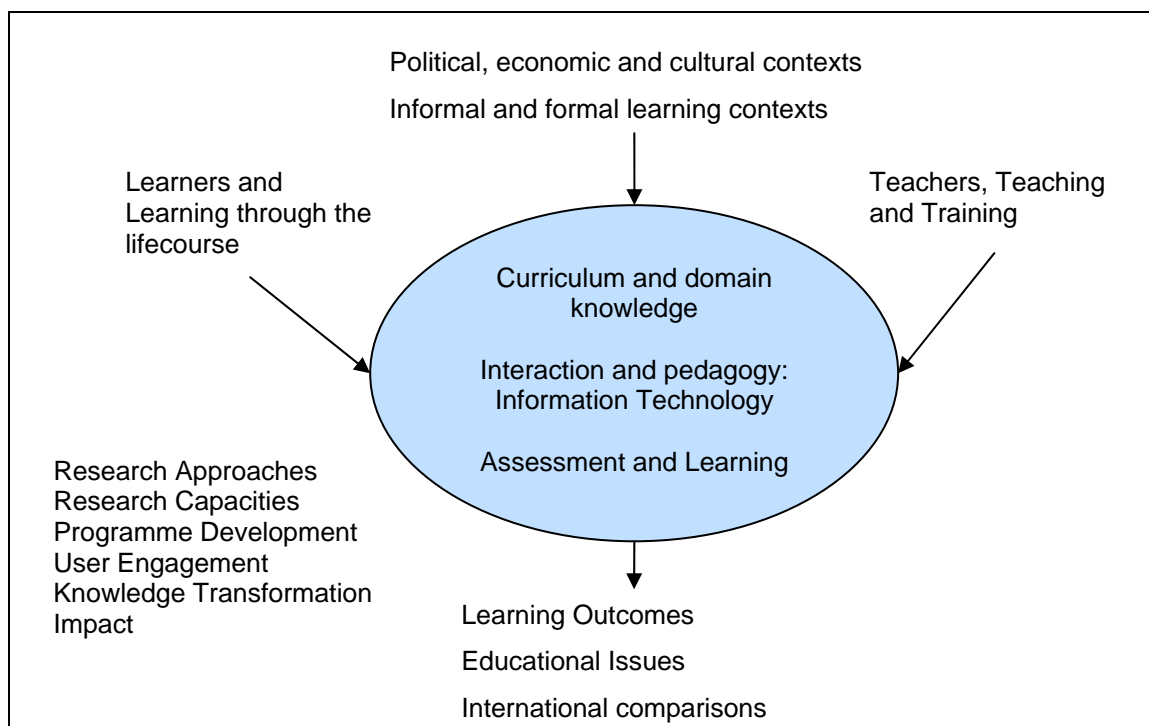 Political, economic and cultural contexts
Informal and formal learning contexts
Learners and
Learning through the
lifecourse
Teachers, Teaching
and Training
Curriculum and domain
knowledge
Interaction and pedagogy:
Information Technology
Assessment and Learning
Research Approaches
Research Capacities
Programme Development
User Engagement
Knowledge Transformation
Impact
Learning Outcomes
Educational Issues
International comparisons